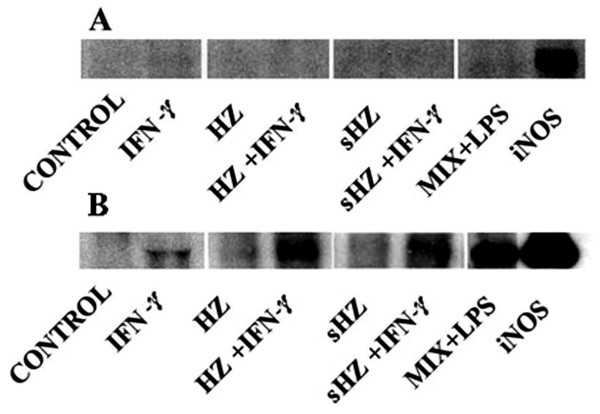 A
CONTROL
IFN-γ
HZ
HZ +IFN-γ
sHZ
sHZ +IFN-γ
MIX+LPS
iNOS
B
CONTROL
IFN-γ
HZ
HZ +IFN-γ
sHZ
sHZ +IFN-γ
MIX+LPS
iNOS